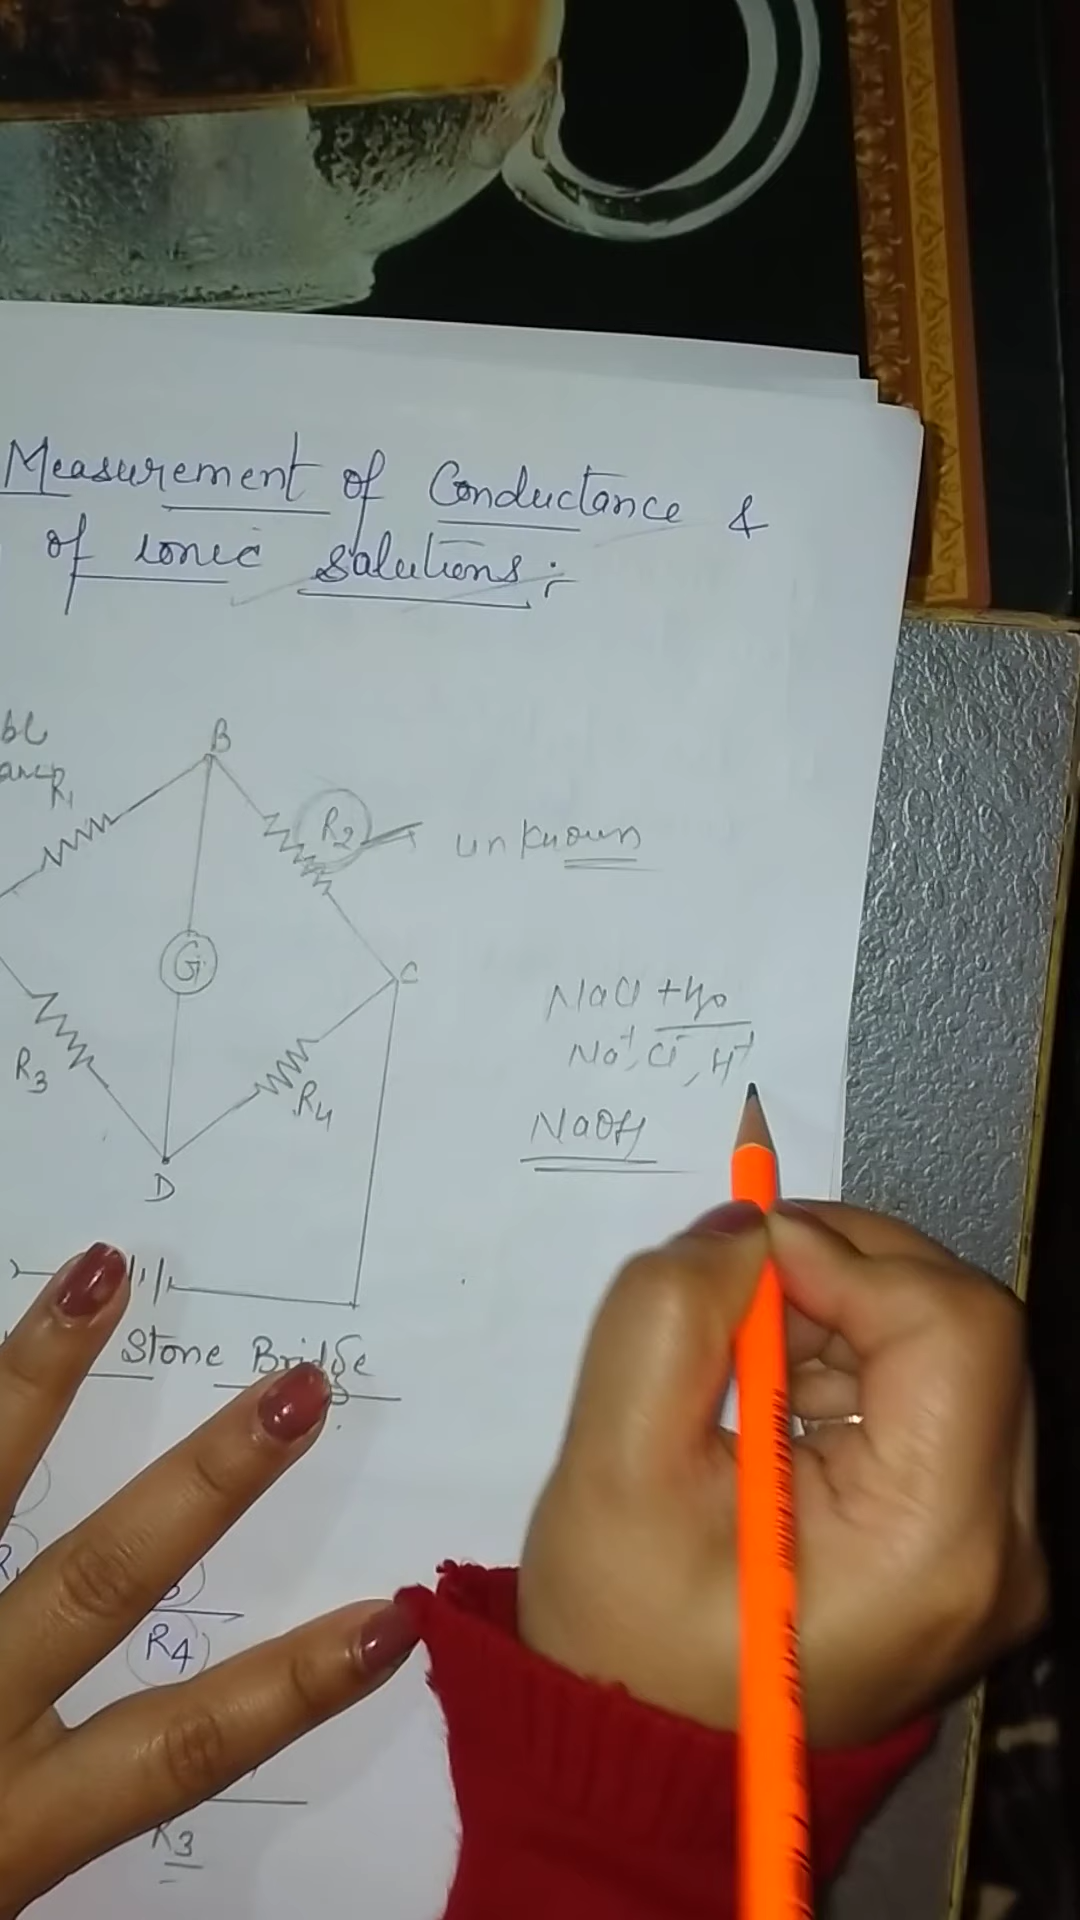 Measurement of Conductance &
of ionic Solutions :-
B
R1
R2
unknown
G
C
NaCl + H2O
Na+, Cl-, H+
R3
R4
NaOH
D
Stone Bridge
R4
R3